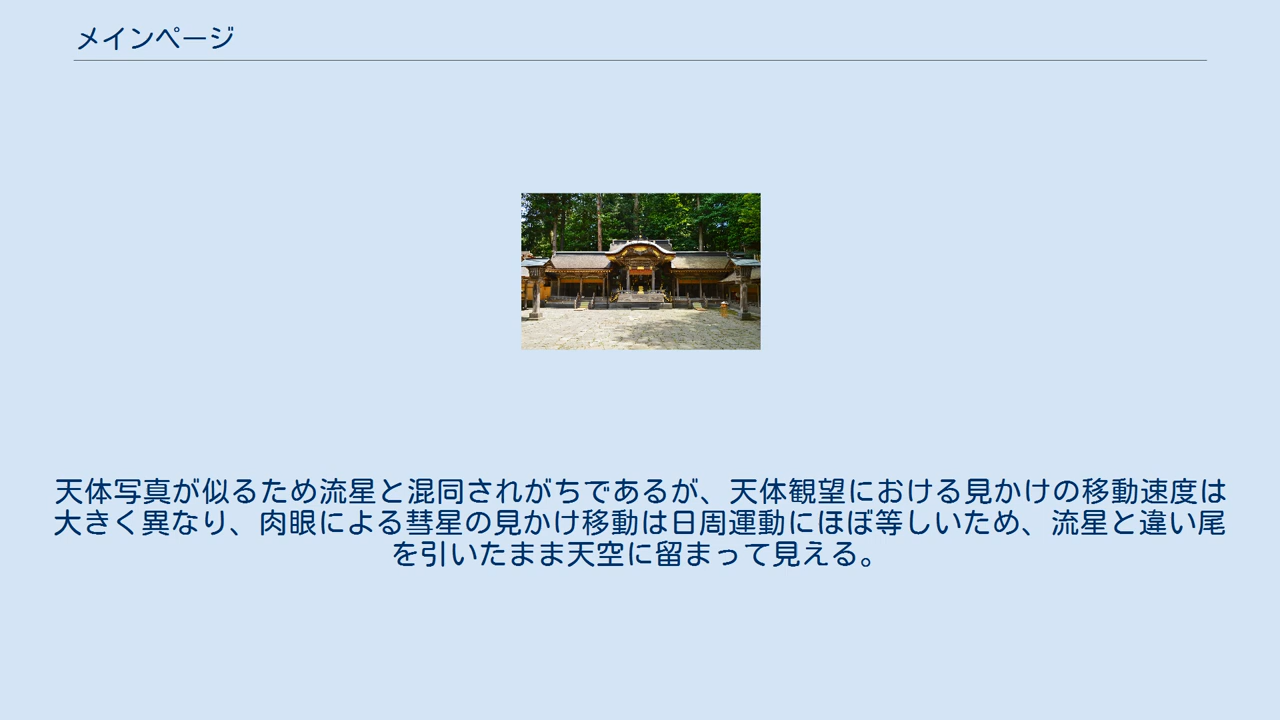 メインページ
天体写真が似るため流星と混同されがちであるが、天体観望における見かけの移動速度は
大きく異なり、肉眼による彗星の見かけ移動は日周運動にほぼ等しいため、流星と違い尾
を引いたまま天空に留まって見える。